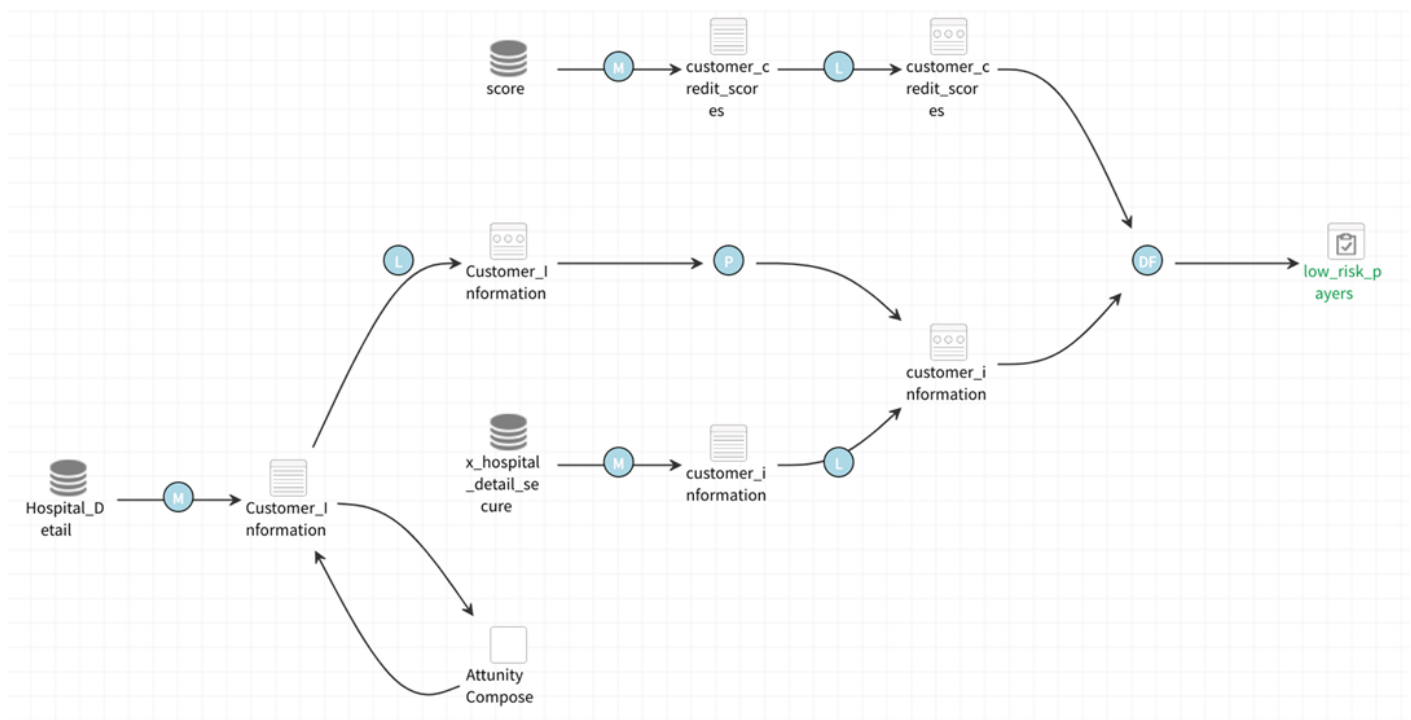 score
M
customer_c
redit_scor
es
L
customer_c
redit_scor
es
L
Customer_I
nformation
P
DF
low_risk_p
ayers
customer_i
nformation
x_hospital
_detail_se
cure
M
customer_i
nformation
L
Hospital_D
etail
M
Customer_I
nformation
Attunity
Compose